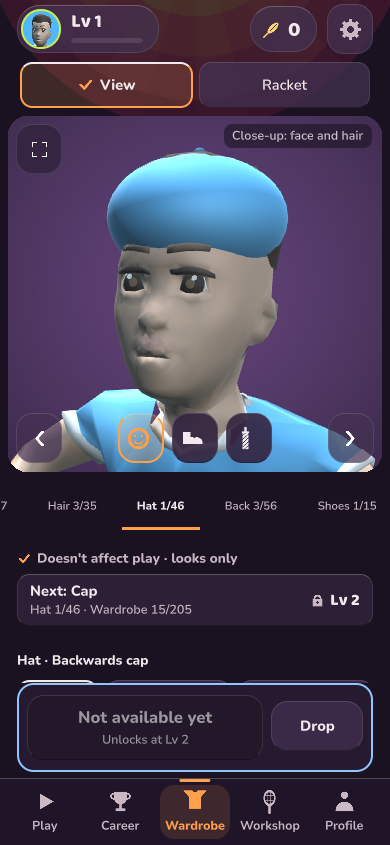 Lv 1
0
View
Racket
Close-up: face and hair
7
Hair 3/35
Hat 1/46
Back 3/56
Shoes 1/15
Doesn't affect play · looks only
Next: Cap
Hat 1/46 · Wardrobe 15/205
Lv 2
Hat · Backwards cap
Not available yet
Unlocks at Lv 2
Drop
Play
Career
Wardrobe
Workshop
Profile